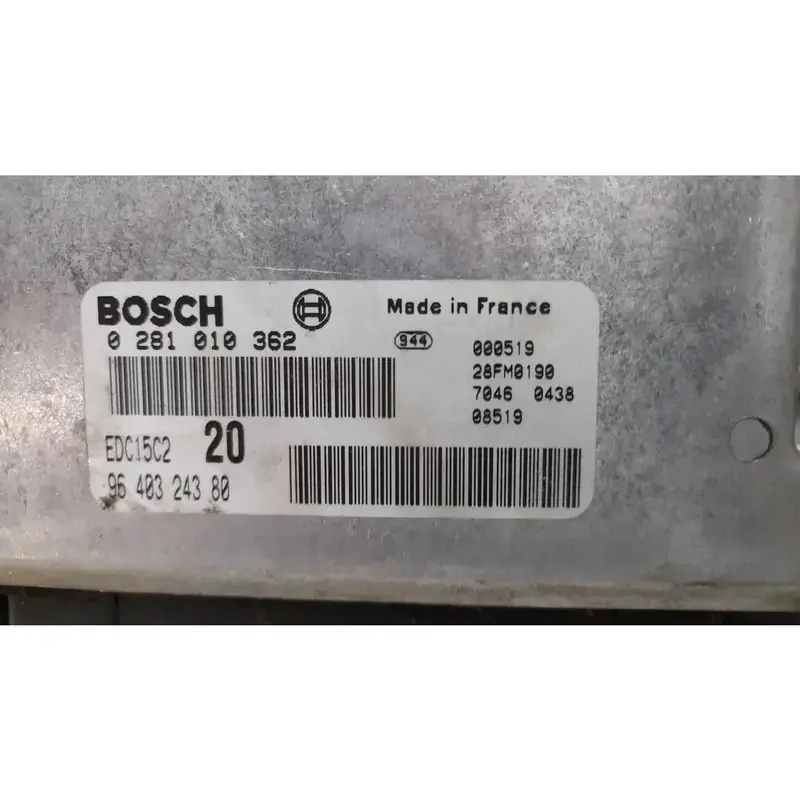 BOSCH
Made in France
0 281 010 362
944
000519
28FM0190
7046 0438
08519
EDC15C2 20
96 403 243 80